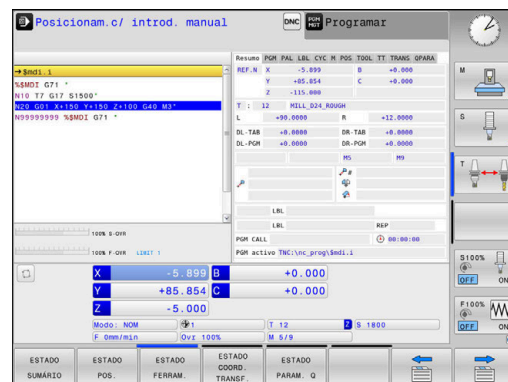 Posicionam.c/ introd. manual
DNC
PGM MGT
Programar
→$mdi.i
%$MDI G71 *
N10 T7 G17 S1500*
N20 G01 X+150 Y+150 Z+100 G40 M3*
N99999999 %$MDI G71 *
Resumo PGM PAL LBL CYC M POS TOOL TT TRANS QPARA
REF.N X -5.899 B +0.000
Y +85.854 C +0.000
Z -115.000
T : 12 MILL_D24_ROUGH
L +90.0000 R +12.0000
DL-TAB +0.0000 DR-TAB +0.0000
DL-PGM +0.0000 DR-PGM +0.0000
M5 M9
LBL
LBL REP
PGM CALL 00:00:00
PGM activo TNC:\nc_prog\$mdi.i
100% S-OVR
100% F-OVR LIMIT 1
X -5.899 B +0.000
Y +85.854 C +0.000
Z -5.000
Modo: NOM 1 T 12 Z S 1800
F 0mm/min Ovr 100% M 5/9
M
S
T
S100%
OFF ON
F100%
OFF ON
ESTADO SUMÁRIO
ESTADO POS.
ESTADO FERRAM.
ESTADO COORD. TRANSF.
ESTADO PARAM. Q